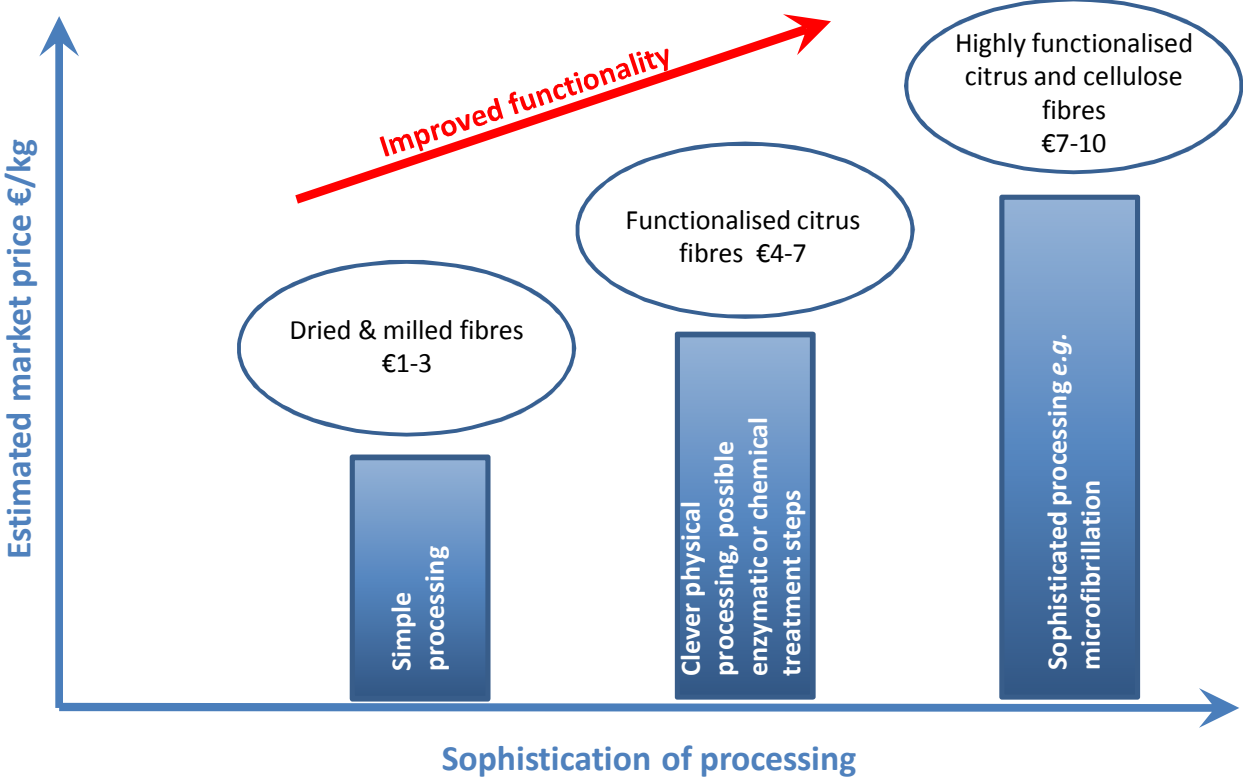 Estimated market price €/kg
Improved functionality
Highly functionalised
citrus and cellulose
fibres
€7-10
Functionalised citrus
fibres €4-7
Dried & milled fibres
€1-3
Simple
processing
Clever physical
processing, possible
enzymatic or chemical
treatment steps
Sophisticated processing e.g.
microfibrillation
Sophistication of processing